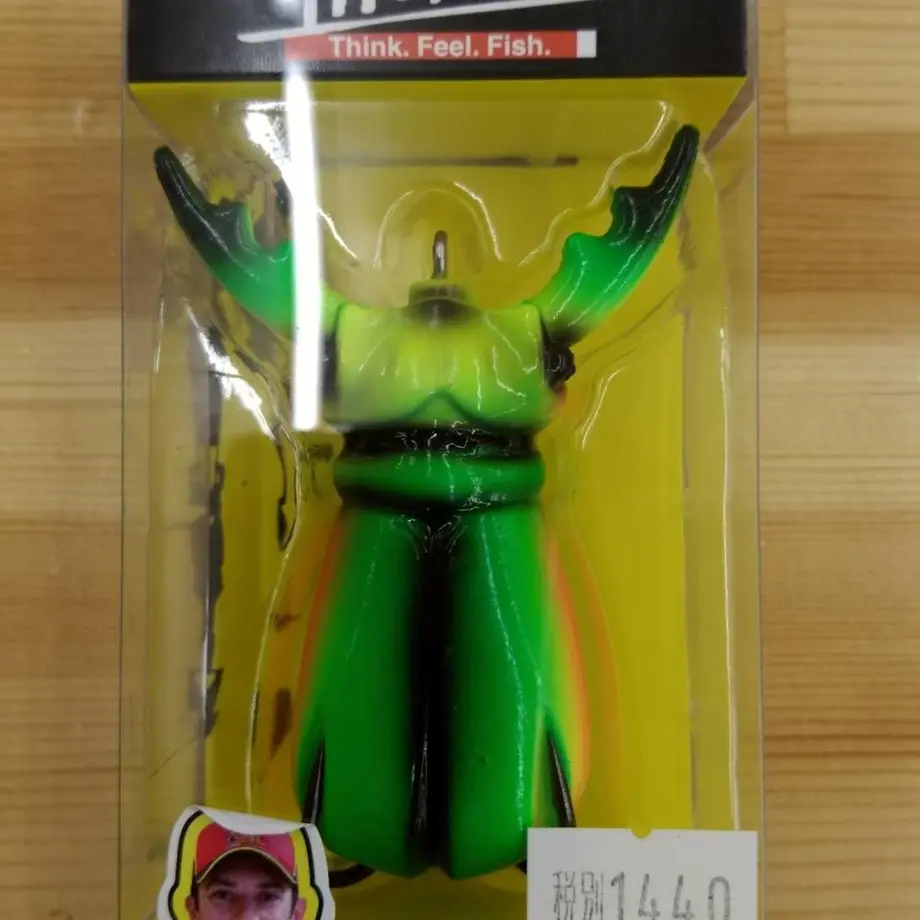 Think. Feel. Fish.
税別1440